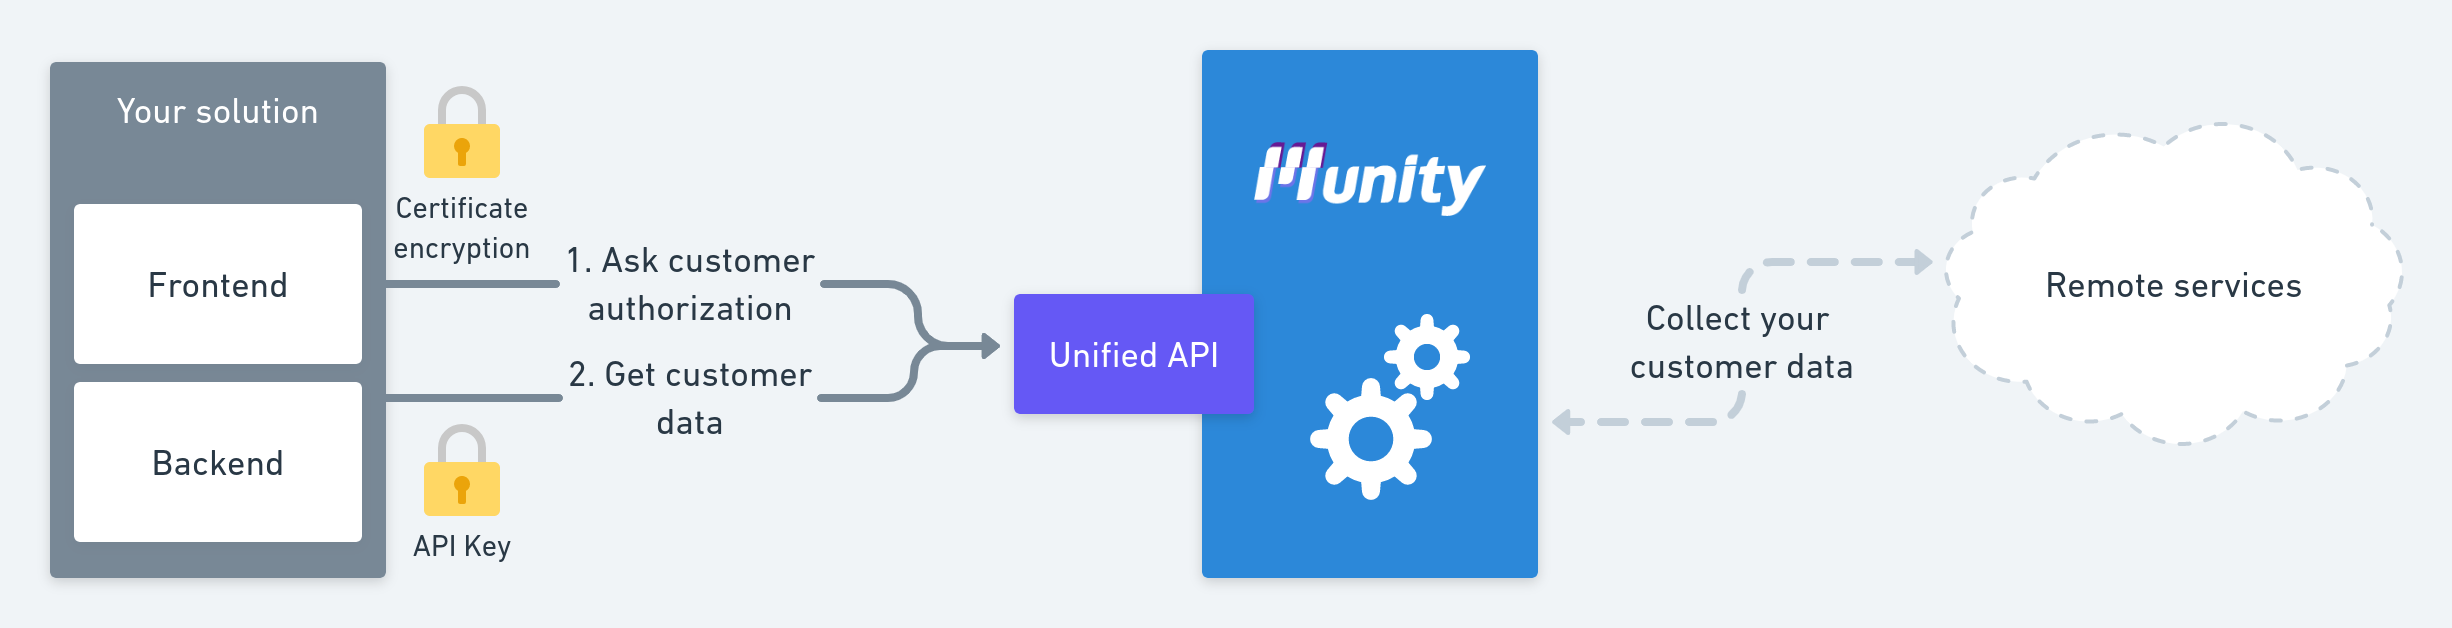 Your solution
Frontend
Backend
Certificate
encryption
API Key
1. Ask customer
authorization
2. Get customer
data
Unified API
unity
Collect your
customer data
Remote services